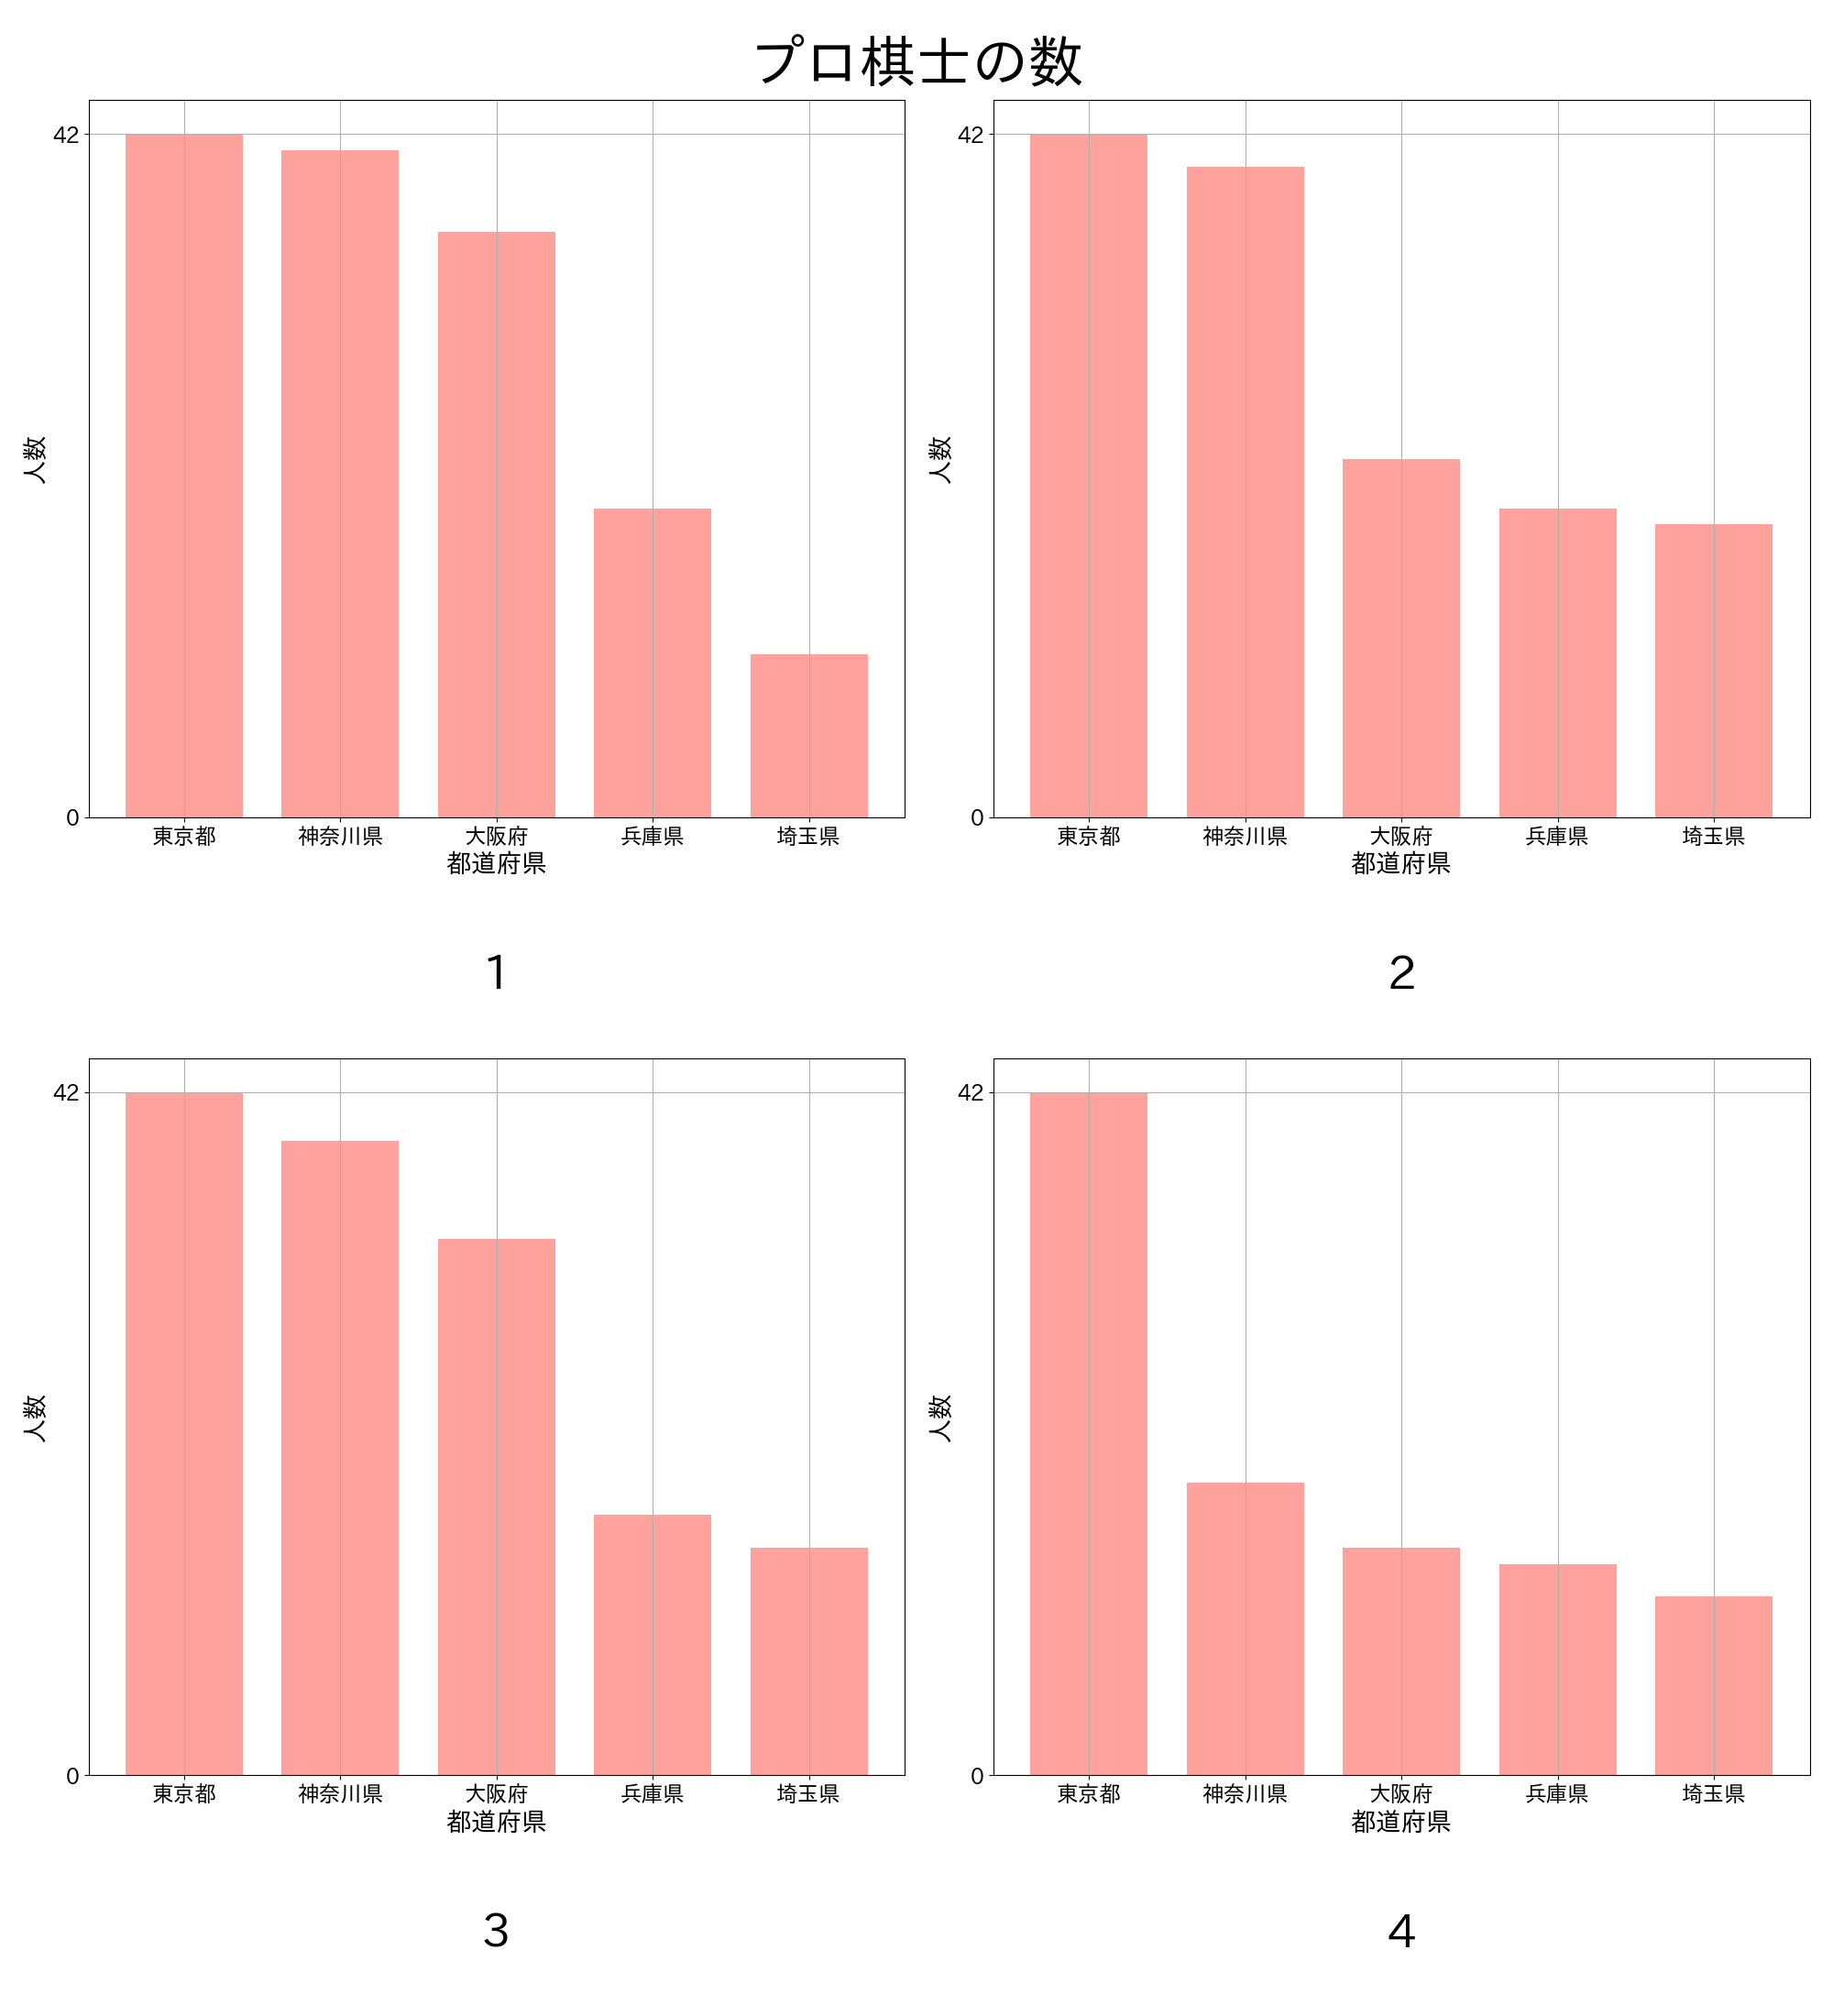 プロ棋士の数
42
0
人数
東京都 神奈川県 大阪府 兵庫県 埼玉県
都道府県
1
42
0
人数
東京都 神奈川県 大阪府 兵庫県 埼玉県
都道府県
2
42
0
人数
東京都 神奈川県 大阪府 兵庫県 埼玉県
都道府県
3
42
0
人数
東京都 神奈川県 大阪府 兵庫県 埼玉県
都道府県
4